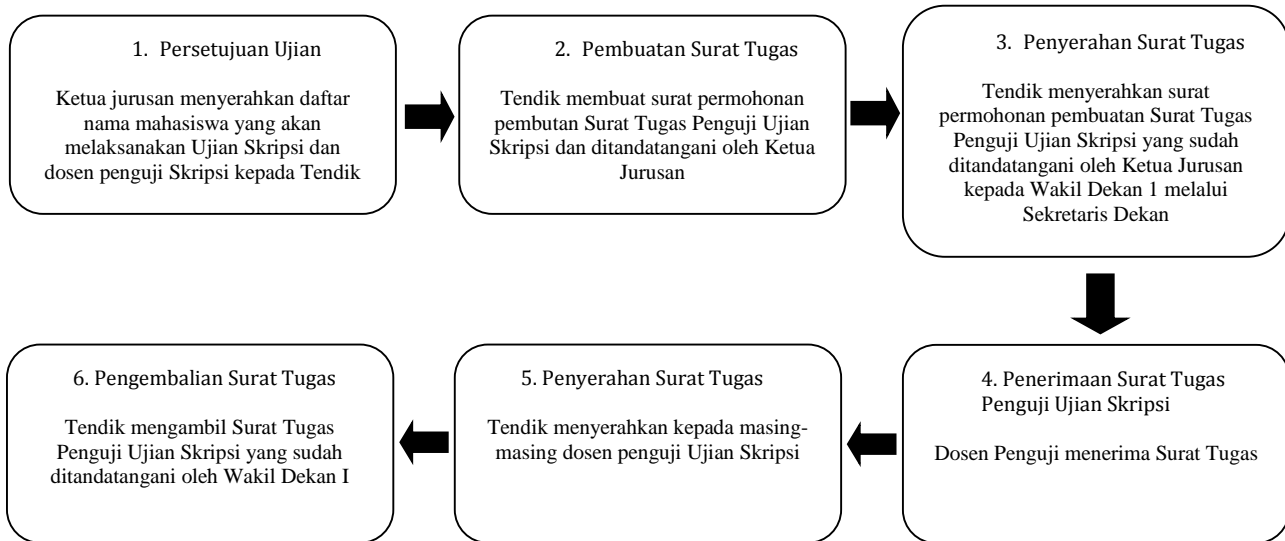 1. Persetujuan Ujian
Ketua jurusan menyerahkan daftar
nama mahasiswa yang akan
melaksanakan Ujian Skripsi dan
dosen penguji Skripsi kepada Tendik
2. Pembuatan Surat Tugas
Tendik membuat surat permohonan
pembutan Surat Tugas Penguji Ujian
Skripsi dan ditandatangani oleh Ketua
Jurusan
3. Penyerahan Surat Tugas
Tendik menyerahkan surat
permohonan pembuatan Surat Tugas
Penguji Ujian Skripsi yang sudah
ditandatangani oleh Ketua Jurusan
kepada Wakil Dekan 1 melalui
Sekretaris Dekan
4. Penerimaan Surat Tugas
Penguji Ujian Skripsi
Dosen Penguji menerima Surat Tugas
5. Penyerahan Surat Tugas
Tendik menyerahkan kepada masing-
masing dosen penguji Ujian Skripsi
6. Pengembalian Surat Tugas
Tendik mengambil Surat Tugas
Penguji Ujian Skripsi yang sudah
ditandatangani oleh Wakil Dekan I